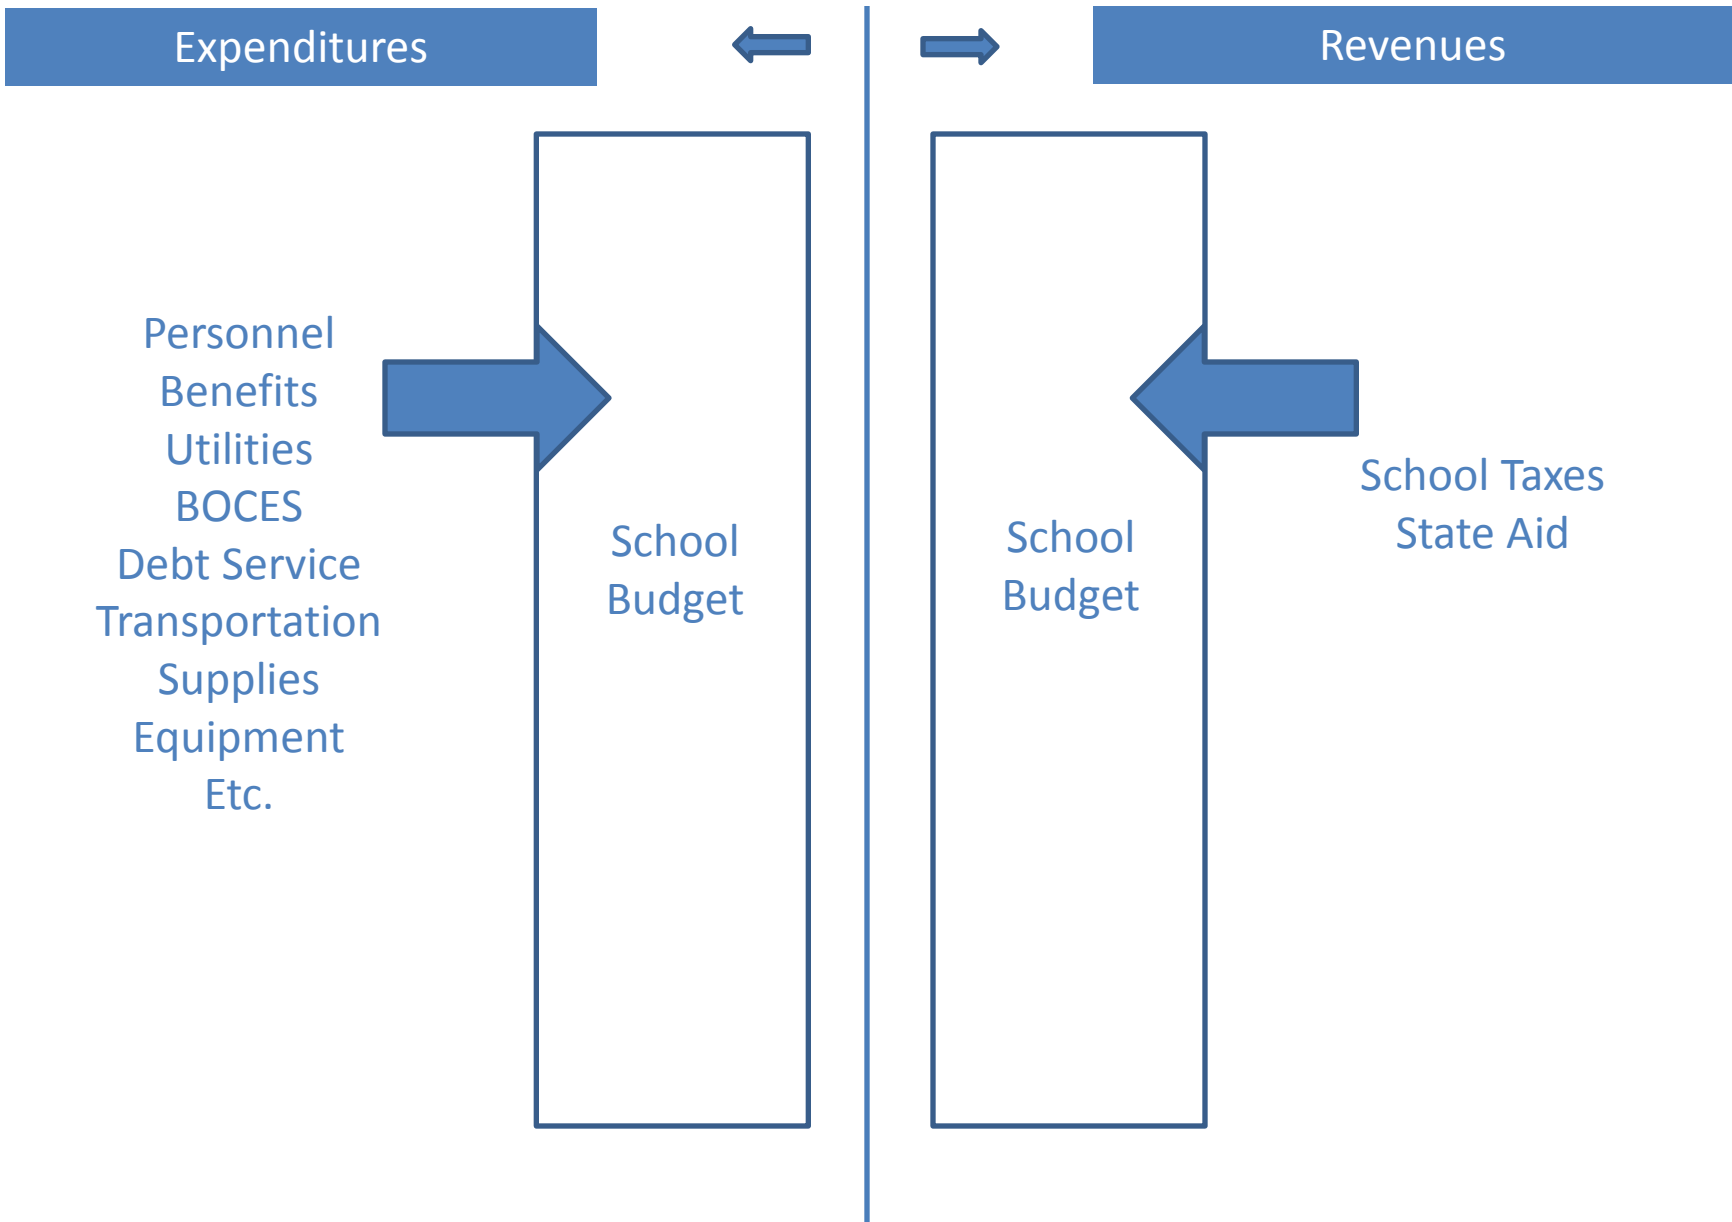 Expenditures
Revenues
Personnel
Benefits
Utilities
BOCES
Debt Service
Transportation
Supplies
Equipment
Etc.
School
Budget
School
Budget
School Taxes
State Aid